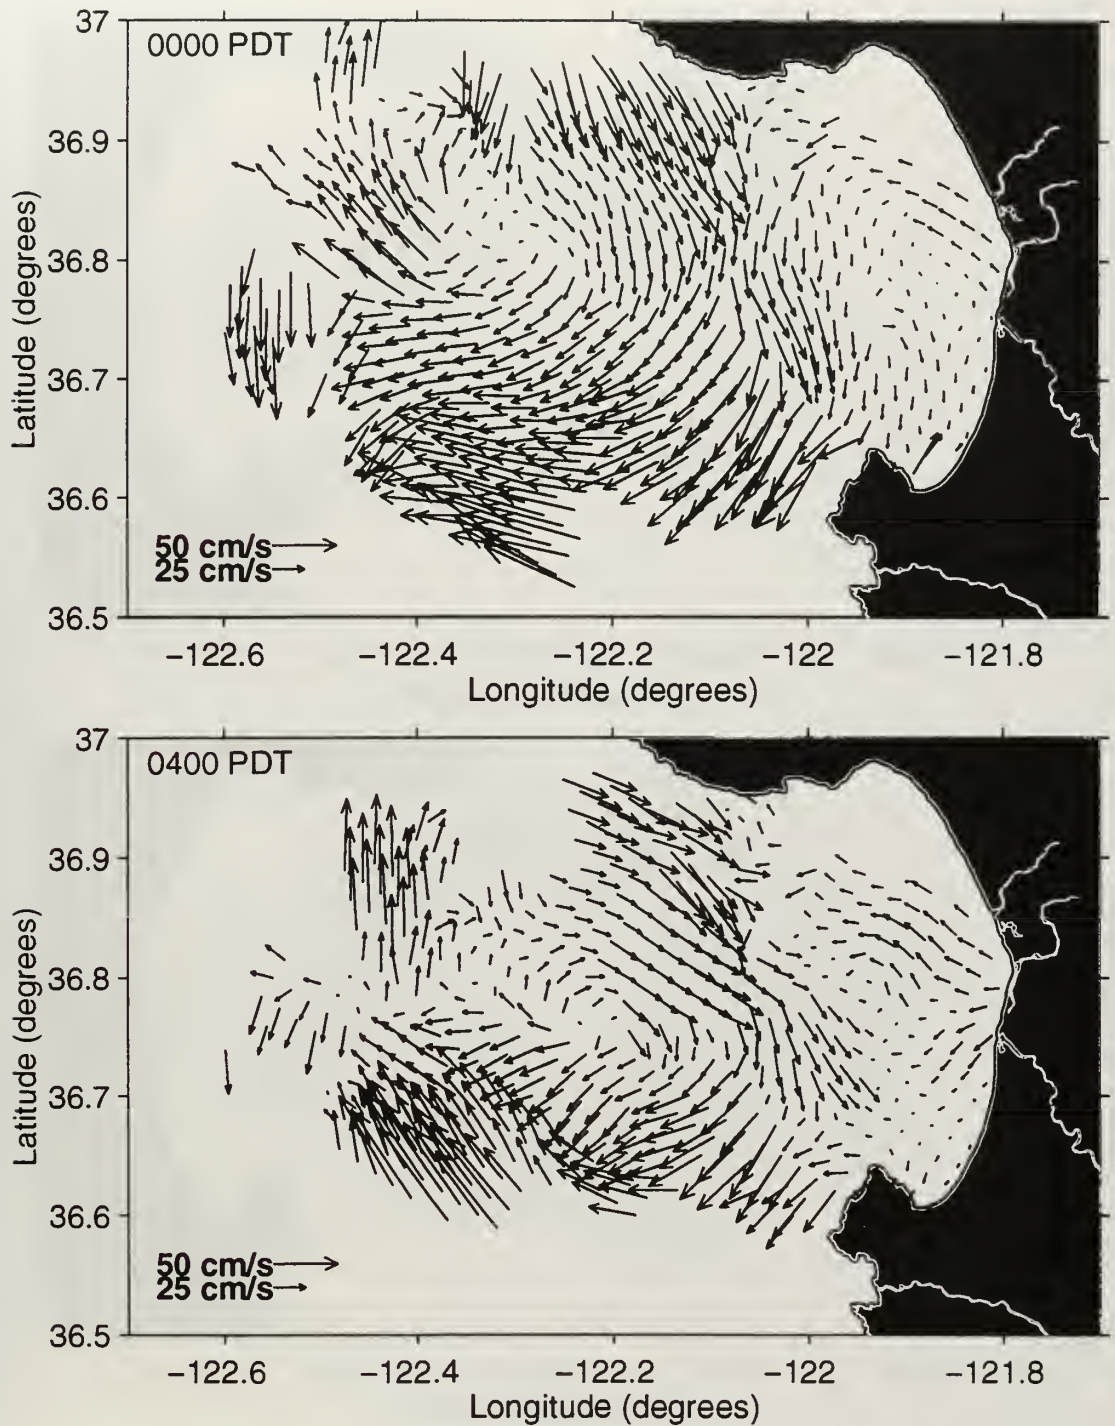 0000 PDT
37
36.9
36.8
36.7
36.6
36.5
Latitude (degrees)
50 cm/s
25 cm/s
−122.6 −122.4 −122.2 −122 −121.8
Longitude (degrees)
0400 PDT
37
36.9
36.8
36.7
36.6
36.5
Latitude (degrees)
50 cm/s
25 cm/s
−122.6 −122.4 −122.2 −122 −121.8
Longitude (degrees)